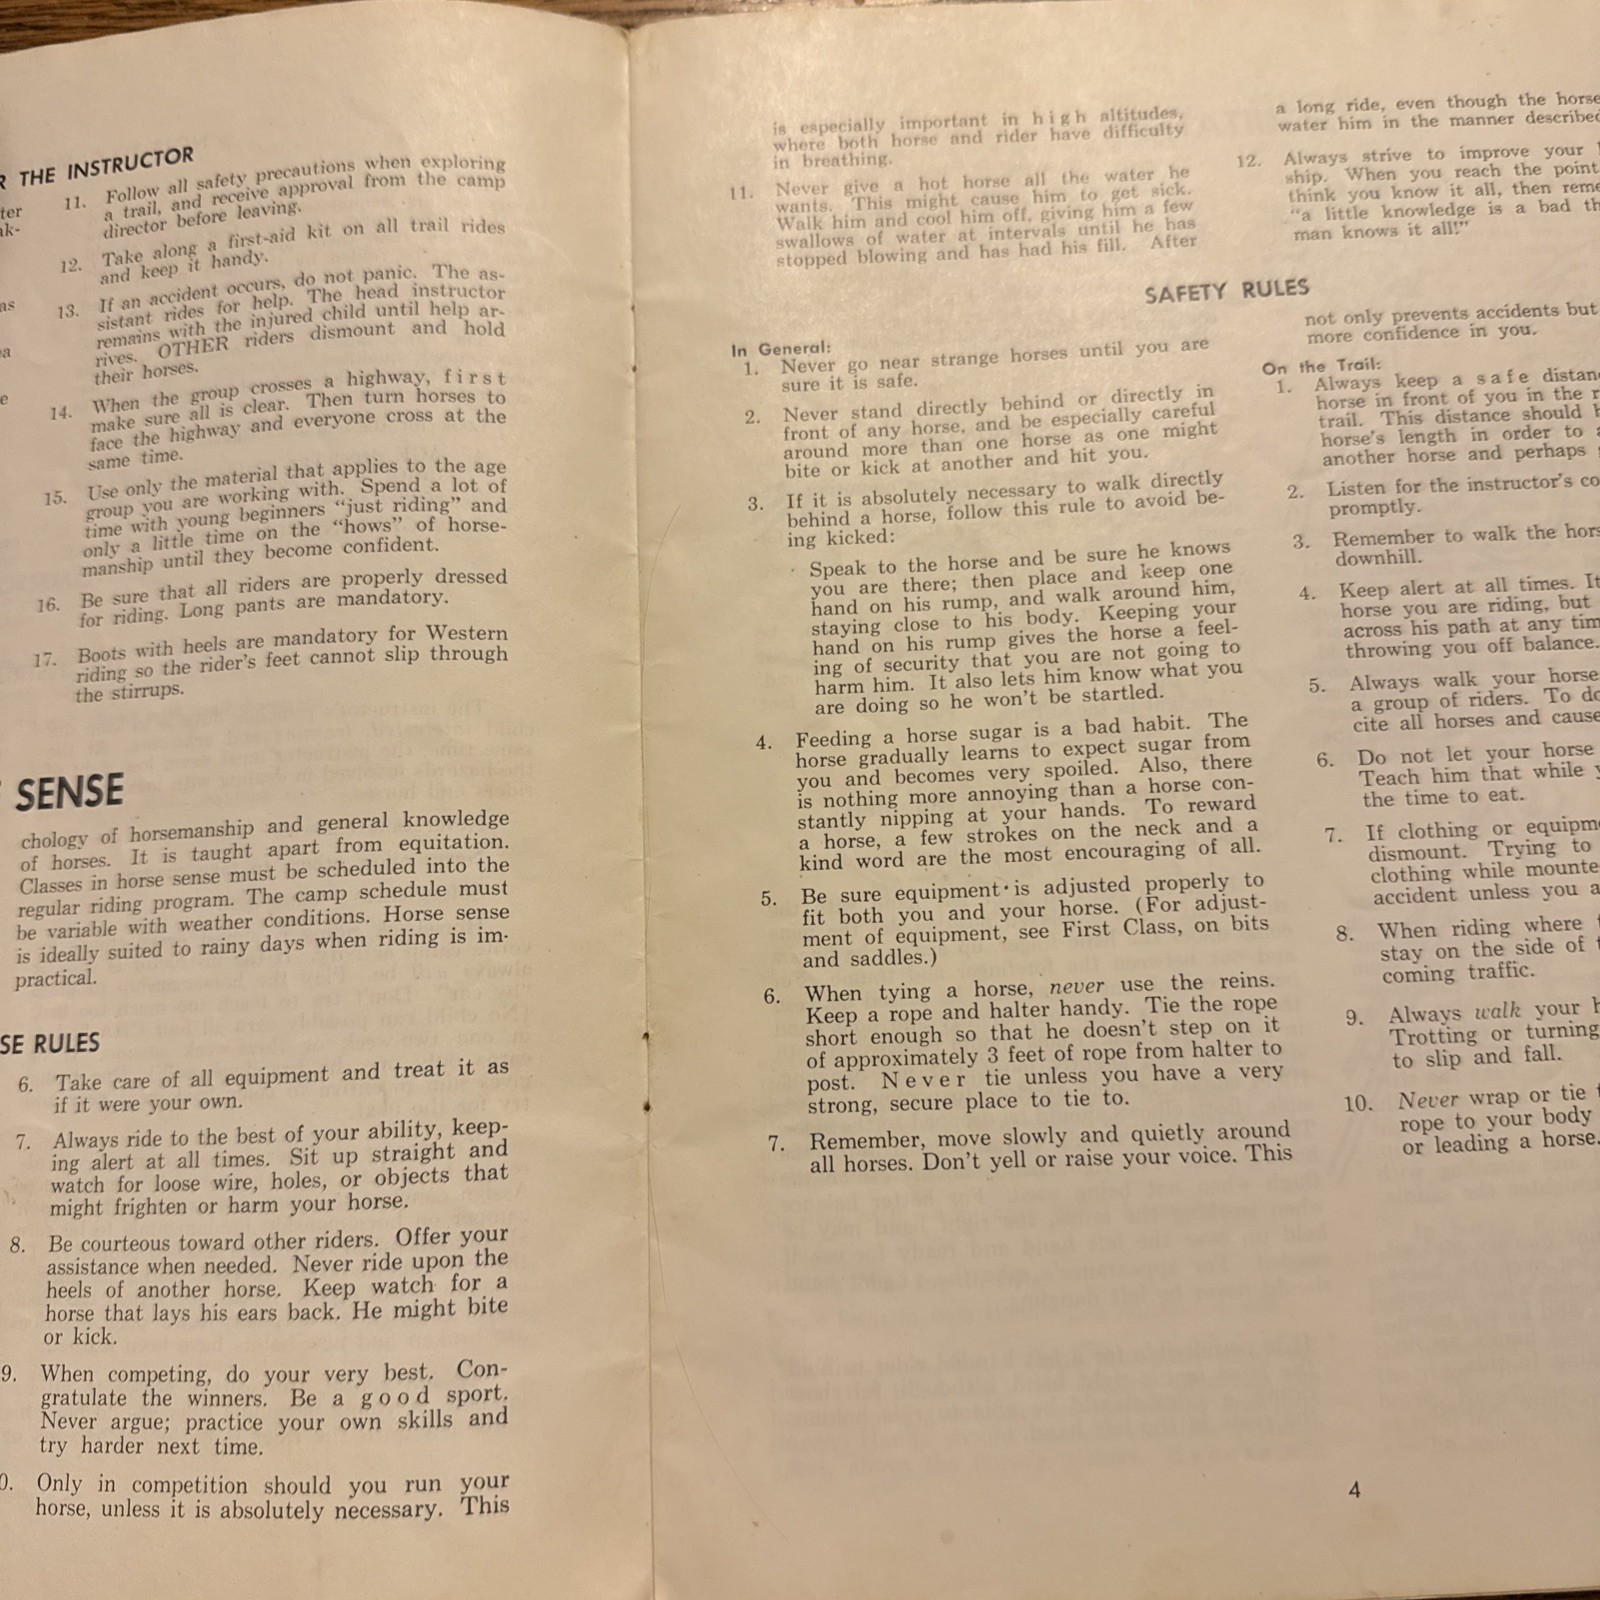 THE INSTRUCTOR
ter
as
11. Follow all safety precautions when exploring
a trail, and receive approval from the camp
director before leaving.
12. Take along a first-aid kit on all trail rides
and keep it handy.
13. If an accident occurs, do not panic. The as-
sistant rides for help. The head instructor
remains with the injured child until help ar-
rives. OTHER riders dismount and hold
their horses.
14. When the group crosses a highway, first
make sure all is clear. Then turn horses to
face the highway and everyone cross at the
same time.
15. Use only the material that applies to the age
group you are working with. Spend a lot of
time with young beginners "just riding" and
only a little time on the "hows" of horse-
manship until they become confident.
16. Be sure that all riders are properly dressed
for riding. Long pants are mandatory.
17. Boots with heels are mandatory for Western
riding so the rider's feet cannot slip through
the stirrups.
SENSE
chology of horsemanship and general knowledge
of horses. It is taught apart from equitation.
Classes in horse sense must be scheduled into the
regular riding program. The camp schedule must
be variable with weather conditions. Horse sense
is ideally suited to rainy days when riding is im-
practical.
SE RULES
6. Take care of all equipment and treat it as
if it were your own.
7. Always ride to the best of your ability, keep-
ing alert at all times. Sit up straight and
watch for loose wire, holes, or objects that
might frighten or harm your horse.
8. Be courteous toward other riders. Offer your
assistance when needed. Never ride upon the
heels of another horse. Keep watch for a
horse that lays his ears back. He might bite
or kick.
9. When competing, do your very best. Con-
gratulate the winners. Be a good sport.
Never argue; practice your own skills and
try harder next time.
0. Only in competition should you run your
horse, unless it is absolutely necessary. This
is especially important in high altitudes,
where both horse and rider have difficulty
in breathing.
11. Never give a hot horse all the water he
wants. This might cause him to get sick.
Walk him and cool him off, giving him a few
swallows of water at intervals until he has
stopped blowing and has had his fill. After
a long ride, even though the horse
water him in the manner described
12. Always strive to improve your
ship. When you reach the point
think you know it all, then reme
"a little knowledge is a bad th
man knows it all!"
SAFETY RULES
In General:
1. Never go near strange horses until you are
sure it is safe.
2. Never stand directly behind or directly in
front of any horse, and be especially careful
around more than one horse as one might
bite or kick at another and hit you.
3. If it is absolutely necessary to walk directly
behind a horse, follow this rule to avoid be-
ing kicked:
Speak to the horse and be sure he knows
you are there; then place and keep one
hand on his rump, and walk around him,
staying close to his body. Keeping your
hand on his rump gives the horse a feel-
ing of security that you are not going to
harm him. It also lets him know what you
are doing so he won't be startled.
4. Feeding a horse sugar is a bad habit. The
horse gradually learns to expect sugar from
you and becomes very spoiled. Also, there
is nothing more annoying than a horse con-
stantly nipping at your hands. To reward
a horse, a few strokes on the neck and a
kind word are the most encouraging of all.
5. Be sure equipment is adjusted properly to
fit both you and your horse. (For adjust-
ment of equipment, see First Class, on bits
and saddles.)
6. When tying a horse, never use the reins.
Keep a rope and halter handy. Tie the rope
short enough so that he doesn't step on it
of approximately 3 feet of rope from halter to
post. Never tie unless you have a very
strong, secure place to tie to.
7. Remember, move slowly and quietly around
all horses. Don't yell or raise your voice. This
not only prevents accidents but
more confidence in you.
On the Trail:
1. Always keep a safe distan
horse in front of you in the r
trail. This distance should
horse's length in order to
another horse and perhaps
2. Listen for the instructor's co
promptly.
3. Remember to walk the hors
downhill.
4. Keep alert at all times. It
horse you are riding, but
across his path at any tim
throwing you off balance.
5. Always walk your horse
a group of riders. To do
cite all horses and cause
6. Do not let your horse
Teach him that while
the time to eat.
7. If clothing or equipm
dismount. Trying to
clothing while mounte
accident unless you a
8. When riding where
stay on the side of
coming traffic.
9. Always walk your h
Trotting or turning
to slip and fall.
10. Never wrap or tie
rope to your body
or leading a horse.
4